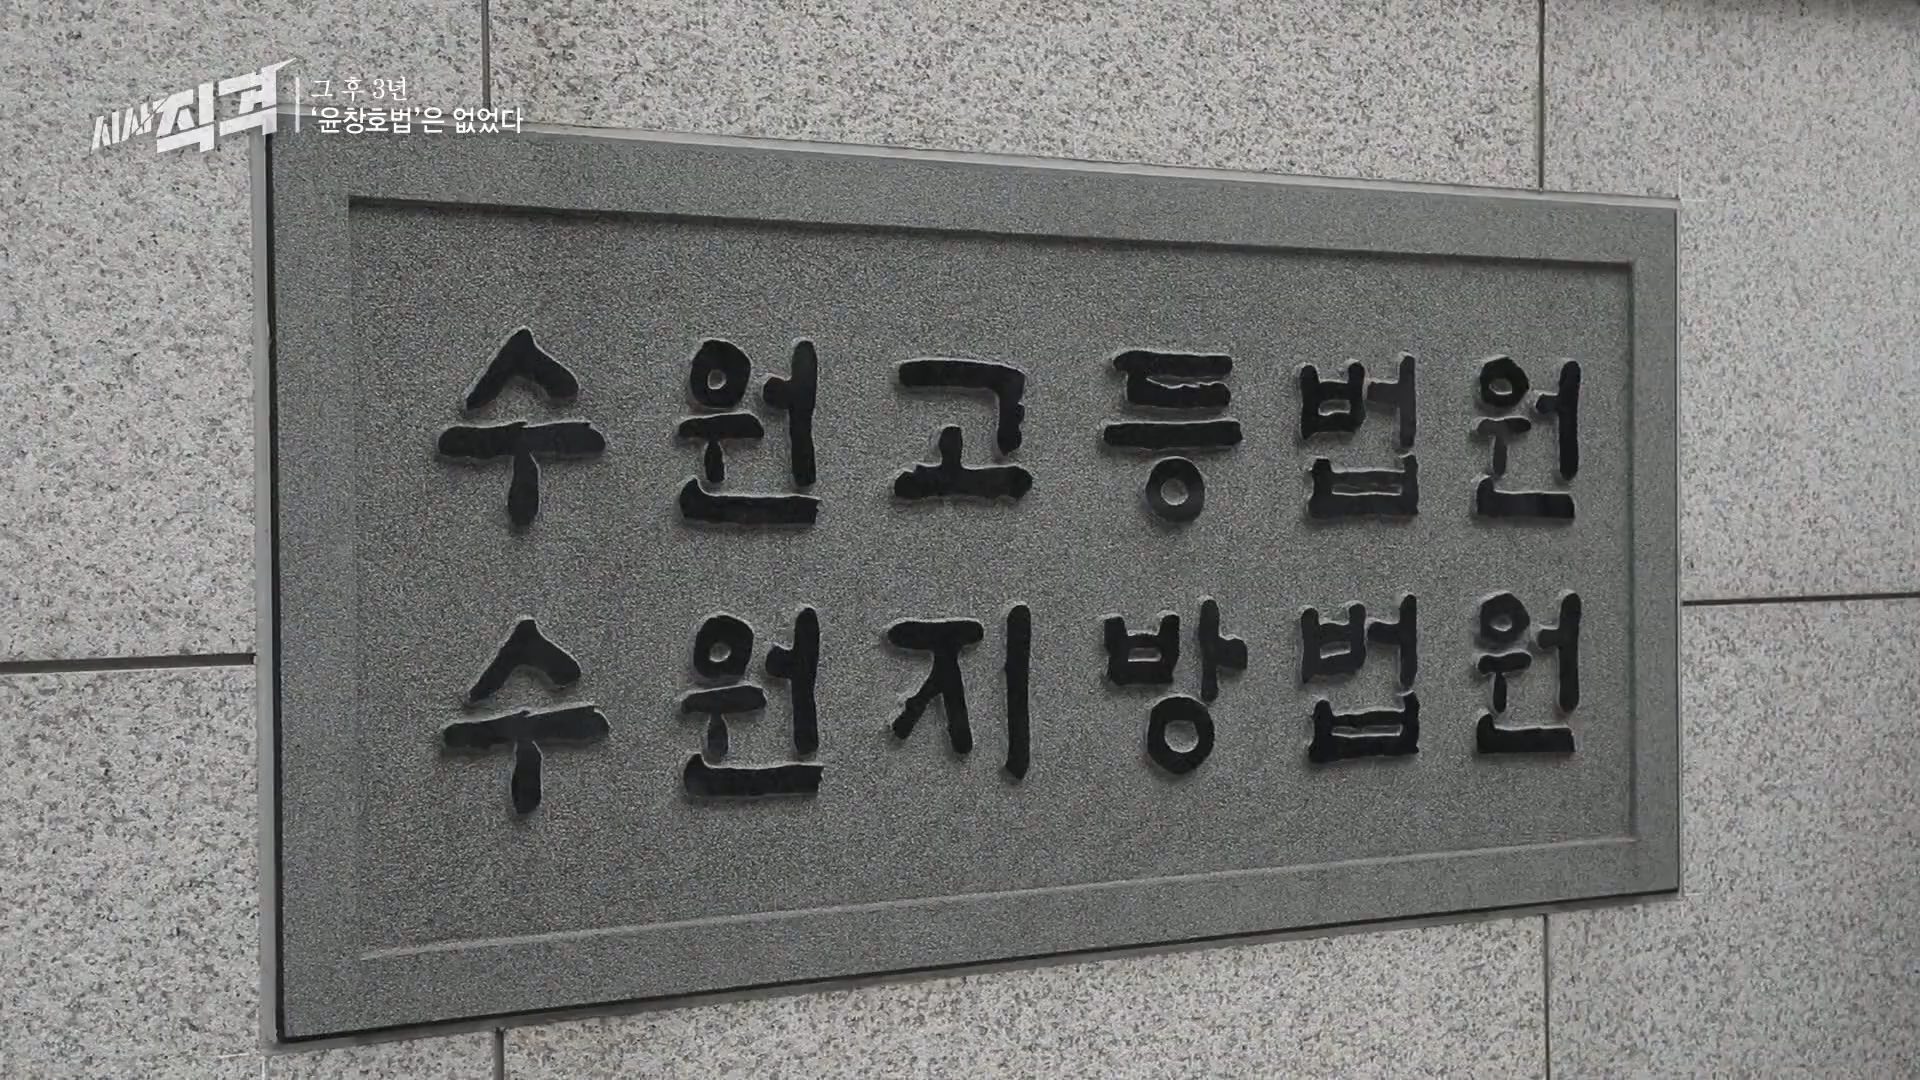 시사 직격
그 후 3년
‘윤창호법’은 없었다
수원고등법원
수원지방법원